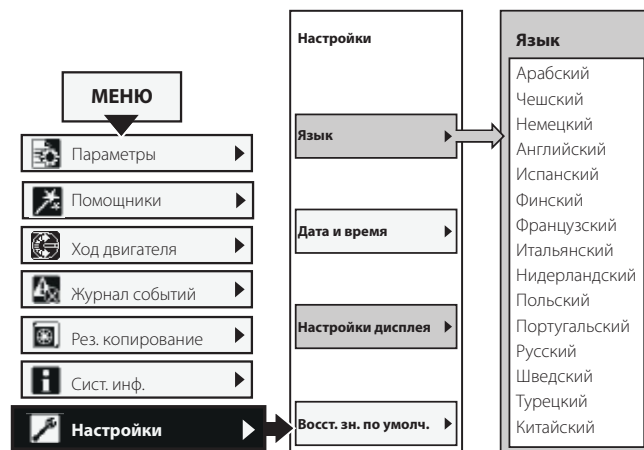 МЕНЮ
Параметры
Помощники
Ход двигателя
Журнал событий
Рез. копирование
Сист. инф.
Настройки
Настройки
Язык
Дата и время
Настройки дисплея
Восст. зн. по умолч.
Язык
Арабский
Чешский
Немецкий
Английский
Испанский
Финский
Французский
Итальянский
Нидерландский
Польский
Португальский
Русский
Шведский
Турецкий
Китайский